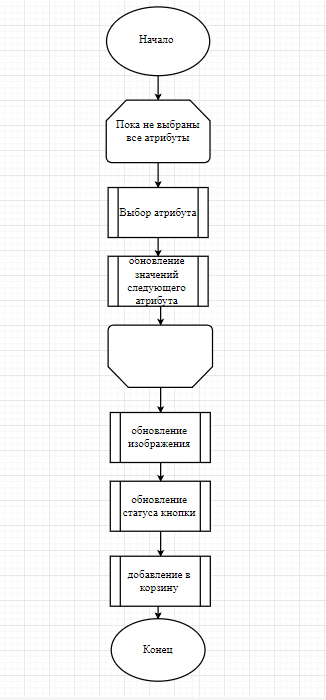 Начало
Пока не выбраны
все атрибуты
Выбор атрибута
обновление
значений
следующего
атрибута
обновление
изображения
обновление
статуса кнопки
добавление в
корзину
Конец